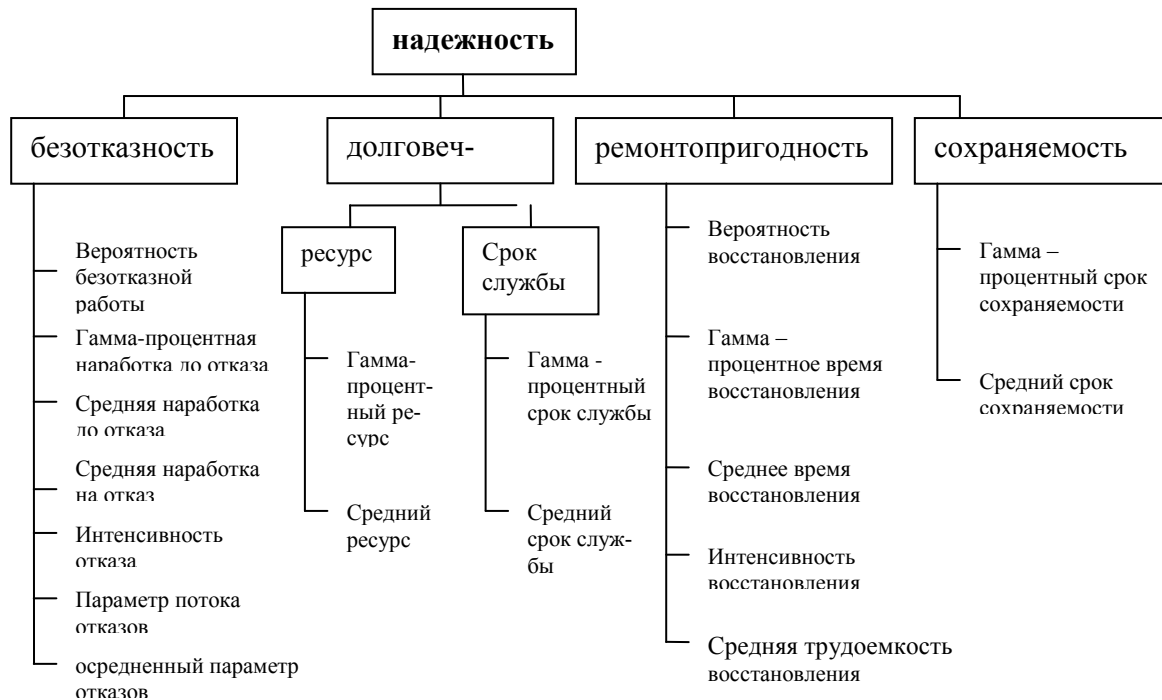 надежность
безотказность
долговеч-
ремонтопригодность
сохраняемость
Вероятность
безотказной
работы
Гамма-процентная
наработка до отказа
Средняя наработка
до отказа
Средняя наработка
на отказ
Интенсивность
отказа
Параметр потока
отказов
осредненный параметр
отказов
ресурс
Гамма-
процент-
ный ре-
сурс
Средний
ресурс
Срок
службы
Гамма -
процентный
срок службы
Средний
срок служ-
бы
Вероятность
восстановления
Гамма –
процентное время
восстановления
Среднее время
восстановления
Интенсивность
восстановления
Средняя трудоемкость
восстановления
Гамма –
процентный срок
сохраняемости
Средний срок
сохраняемости